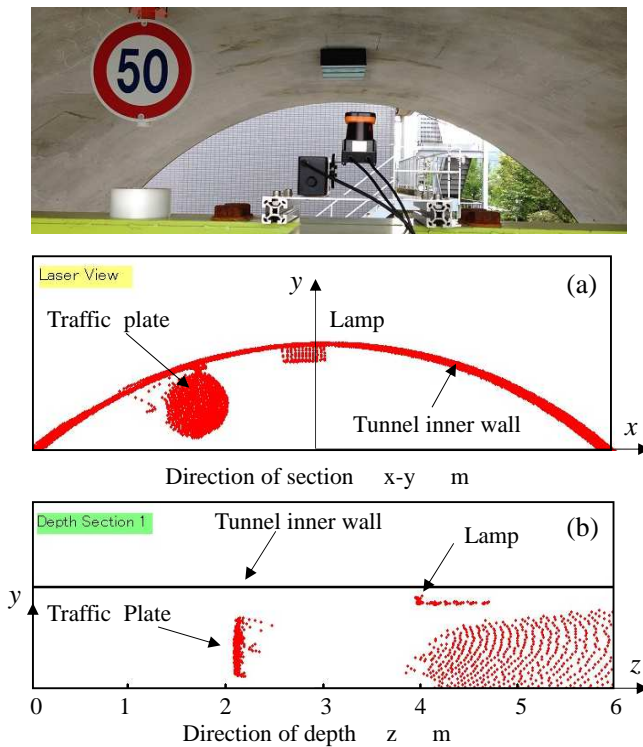 50
Laser View
y
(a)
Traffic plate
Lamp
Tunnel inner wall
x
Direction of section x-y m
Depth Section 1
Tunnel inner wall
(b)
Lamp
y
Traffic Plate
z
0 1 2 3 4 5 6
Direction of depth z m